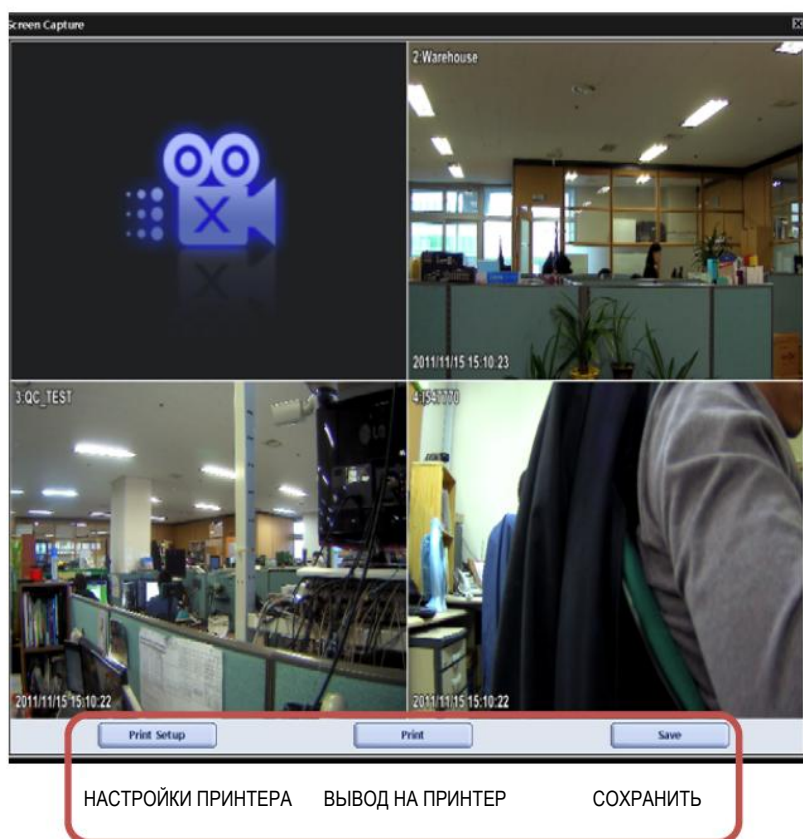 Screen Capture
2:Warehouse
2011/11/15 15:10:23
3:QC_TEST
LG
2011/11/15 15:10:22
2011/11/15 15:10:22
Print Setup
Print
Save
НАСТРОЙКИ ПРИНТЕРА ВЫВОД НА ПРИНТЕР СОХРАНИТЬ